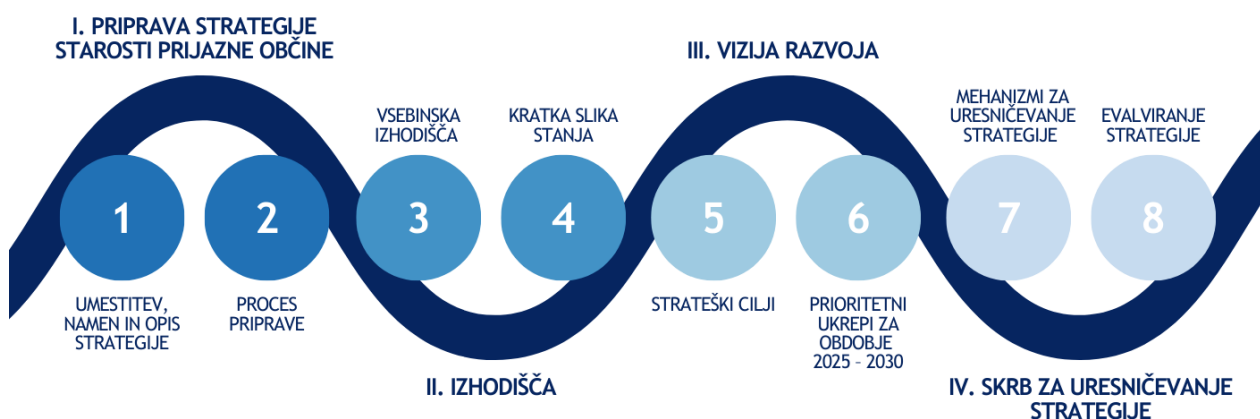 I. PRIPRAVA STRATEGIJE
STAROSTI PRIJAZNE OBČINE
1
UMESTITEV,
NAMEN IN OPIS
STRATEGIJE
2
PROCES
PRIPRAVE
II. IZHODIŠČA
VSEBINSKA
IZHODIŠČA
3
KRATKA SLIKA
STANJA
4
III. VIZIJA RAZVOJA
5
STRATEŠKI CILJI
6
PRIORITETNI
UKREPI ZA
OBDOBJE
2025 - 2030
MEHANIZMI ZA
URESNIČEVANJE
STRATEGIJE
7
EVALVIRANJE
STRATEGIJE
8
IV. SKRB ZA URESNIČEVANJE
STRATEGIJE